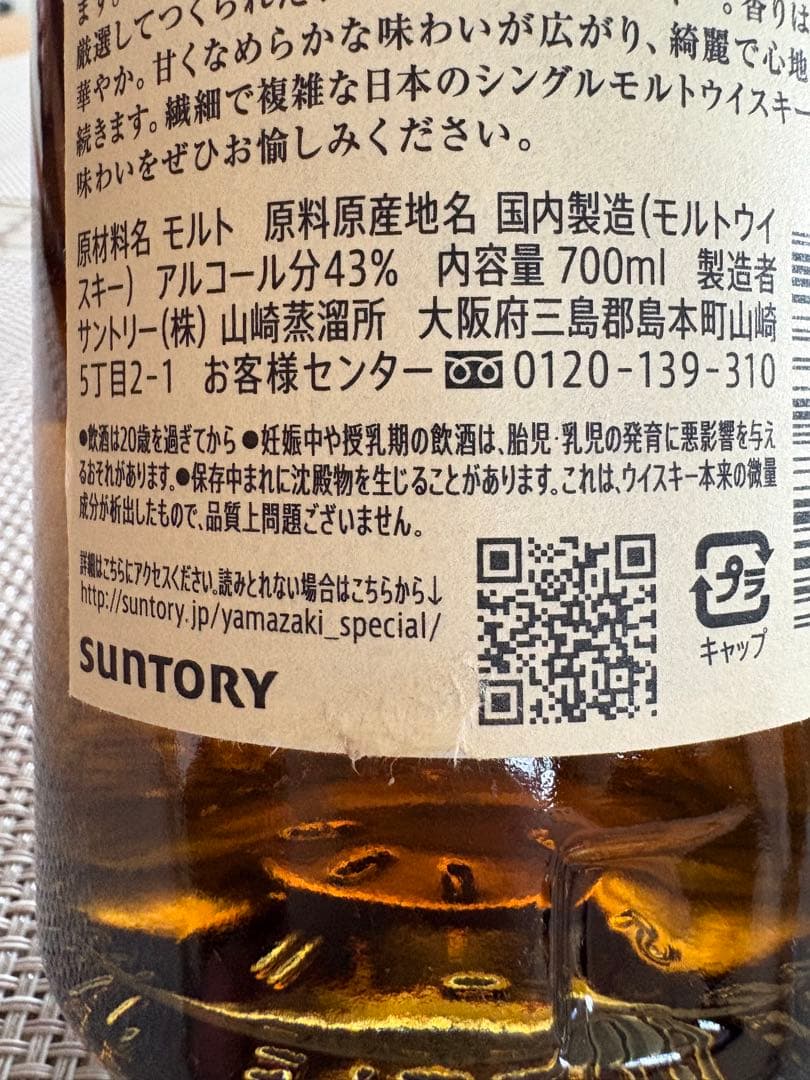 ます。
厳選してつくられた
華やか。甘くなめらかな味わいが広がり、綺麗で心地
続きます。繊細で複雑な日本のシングルモルトウイスキー
味わいをぜひお愉しみください。
原材料名 モルト 原料原産地名 国内製造(モルトウイ
スキー) アルコール分43% 内容量 700ml 製造者
サントリー(株) 山崎蒸溜所 大阪府三島郡島本町山崎
5丁目2-1 お客様センター 0120-139-310
●飲酒は20歳を過ぎてから ●妊娠中や授乳期の飲酒は、胎児・乳児の発育に悪影響を与え
るおそれがあります。●保存中まれに沈殿物を生じることがあります。これは、ウイスキー本来の微量
成分が析出したもので、品質上問題ございません。
詳細はこちらにアクセスください。読みとれない場合はこちらから↓
http://suntory.jp/yamazaki_special/
SUNTORY
プラ
キャップ